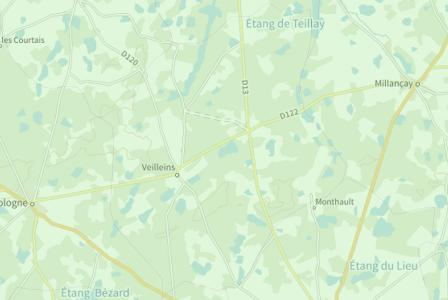 Étang de Teillay
les Courtais
D120
D13
Millançay
D122
Veilleins
ologne
Monthault
Étang du Lieu
Étang-Bézard